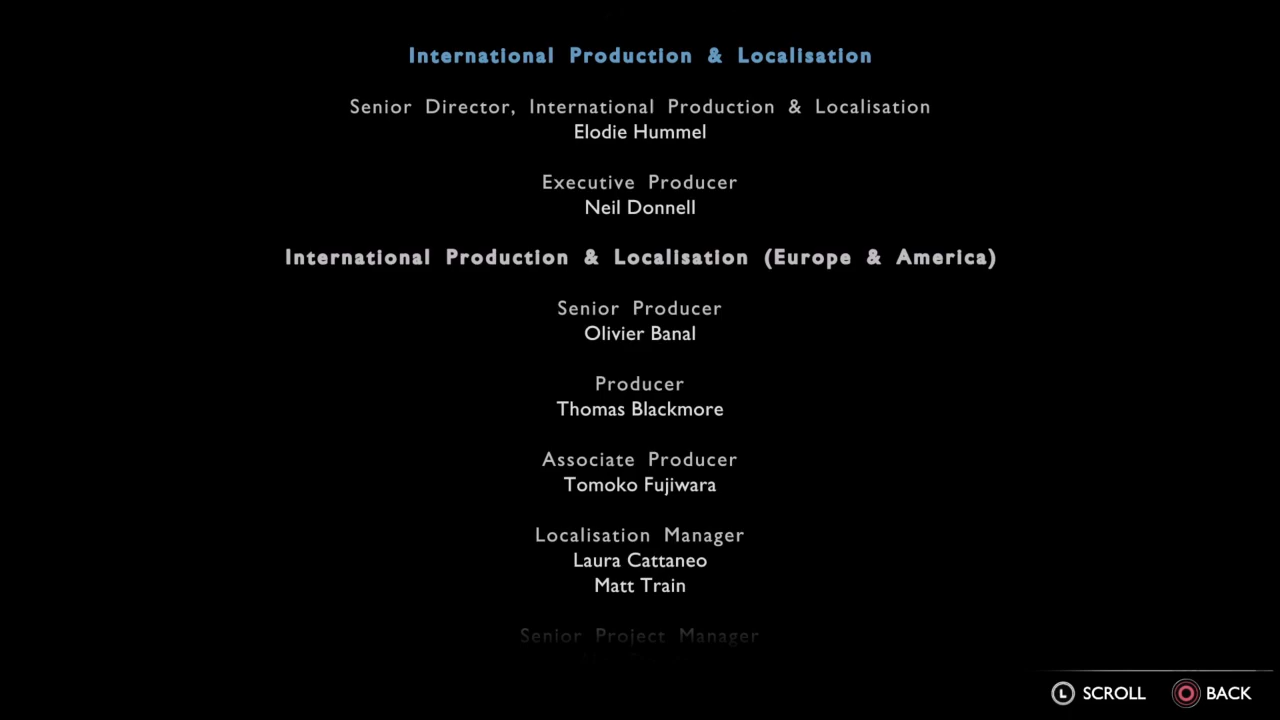 International Production & Localisation
Senior Director, International Production & Localisation
Elodie Hummel
Executive Producer
Neil Donnell
International Production & Localisation (Europe & America)
Senior Producer
Olivier Banal
Producer
Thomas Blackmore
Associate Producer
Tomoko Fujiwara
Localisation Manager
Laura Cattaneo
Matt Train
Senior Project Manager
L SCROLL
BACK